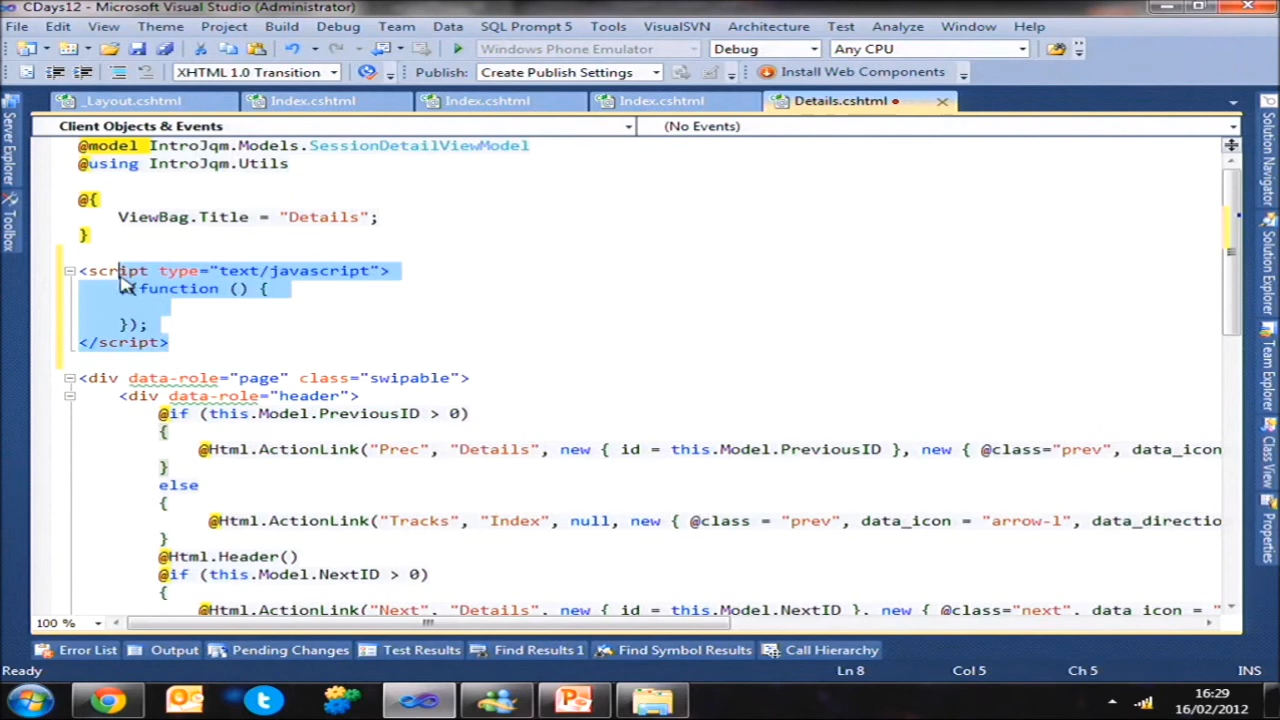 CDays12 - Microsoft Visual Studio (Administrator)
File Edit View Theme Project Build Debug Team Data SQL Prompt 5 Tools VisualSVN Architecture Test Analyze Window Help
Windows Phone Emulator Debug Any CPU
XHTML 1.0 Transition Publish: Create Publish Settings Install Web Components
_Layout.cshtml Index.cshtml Index.cshtml Index.cshtml Details.cshtml
Client Objects & Events (No Events)
@model IntroJqm.Models.SessionDetailViewModel
@using IntroJqm.Utils
@{
ViewBag.Title = "Details";
}
<script type="text/javascript">
(function () {
});
</script>
<div data-role="page" class="swipable">
<div data-role="header">
@if (this.Model.PreviousID > 0)
{
@Html.ActionLink("Prec", "Details", new { id = this.Model.PreviousID }, new { @class="prev", data_icon
}
else
{
@Html.ActionLink("Tracks", "Index", null, new { @class = "prev", data_icon = "arrow-l", data_directio
}
@Html.Header()
@if (this.Model.NextID > 0)
{
@Html.ActionLink("Next", "Details", new { id = this.Model.NextID }, new { @class="next", data_icon = "
100 %
Server Explorer
Toolbox
Solution Navigator
Solution Explorer
Team Explorer
Class View
Properties
Error List Output Pending Changes Test Results Find Results 1 Find Symbol Results Call Hierarchy
Ready Ln 8 Col 5 Ch 5 INS
16:29
16/02/2012